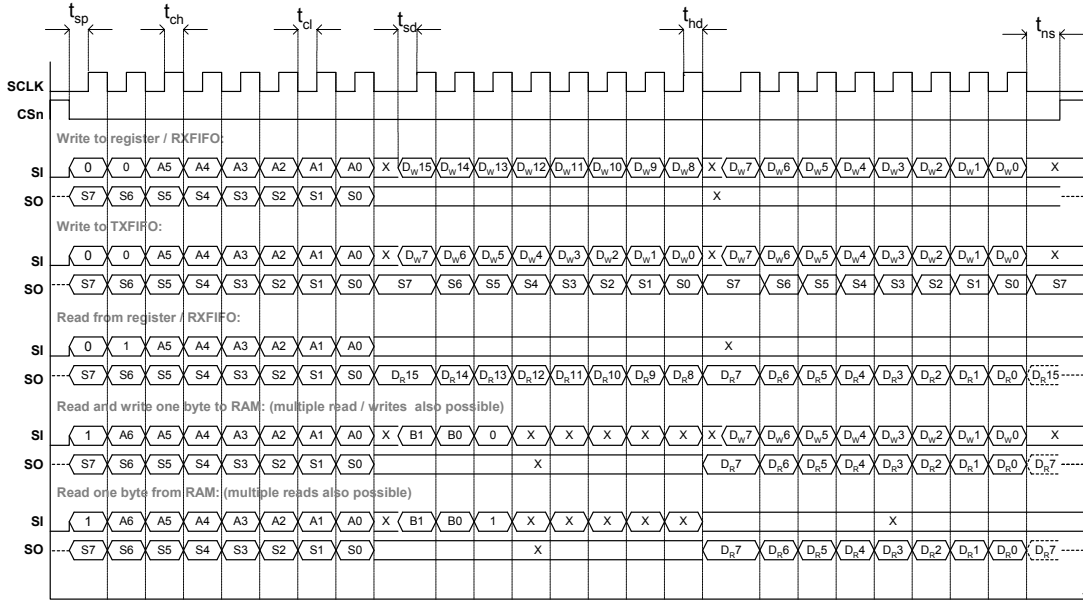 tsp tch tcl tsd thd tns
SCLK
CSn
Write to register / RXFIFO:
SI 0 0 A5 A4 A3 A2 A1 A0 X DW15 DW14 DW13 DW12 DW11 DW10 DW9 DW8 X DW7 DW6 DW5 DW4 DW3 DW2 DW1 DW0 X
SO S7 S6 S5 S4 S3 S2 S1 S0 X
Write to TXFIFO:
SI 0 0 A5 A4 A3 A2 A1 A0 X DW7 DW6 DW5 DW4 DW3 DW2 DW1 DW0 X DW7 DW6 DW5 DW4 DW3 DW2 DW1 DW0 X
SO S7 S6 S5 S4 S3 S2 S1 S0 S7 S6 S5 S4 S3 S2 S1 S0 S7 S6 S5 S4 S3 S2 S1 S0 S7
Read from register / RXFIFO:
SI 0 1 A5 A4 A3 A2 A1 A0 X
SO S7 S6 S5 S4 S3 S2 S1 S0 DR15 DR14 DR13 DR12 DR11 DR10 DR9 DR8 DR7 DR6 DR5 DR4 DR3 DR2 DR1 DR0 DR15
Read and write one byte to RAM: (multiple read / writes also possible)
SI 1 A6 A5 A4 A3 A2 A1 A0 X B1 B0 0 X X X X X X DW7 DW6 DW5 DW4 DW3 DW2 DW1 DW0 X
SO S7 S6 S5 S4 S3 S2 S1 S0 X DR7 DR6 DR5 DR4 DR3 DR2 DR1 DR0 DR7
Read one byte from RAM: (multiple reads also possible)
SI 1 A6 A5 A4 A3 A2 A1 A0 X B1 B0 1 X X X X X X
SO S7 S6 S5 S4 S3 S2 S1 S0 X DR7 DR6 DR5 DR4 DR3 DR2 DR1 DR0 DR7